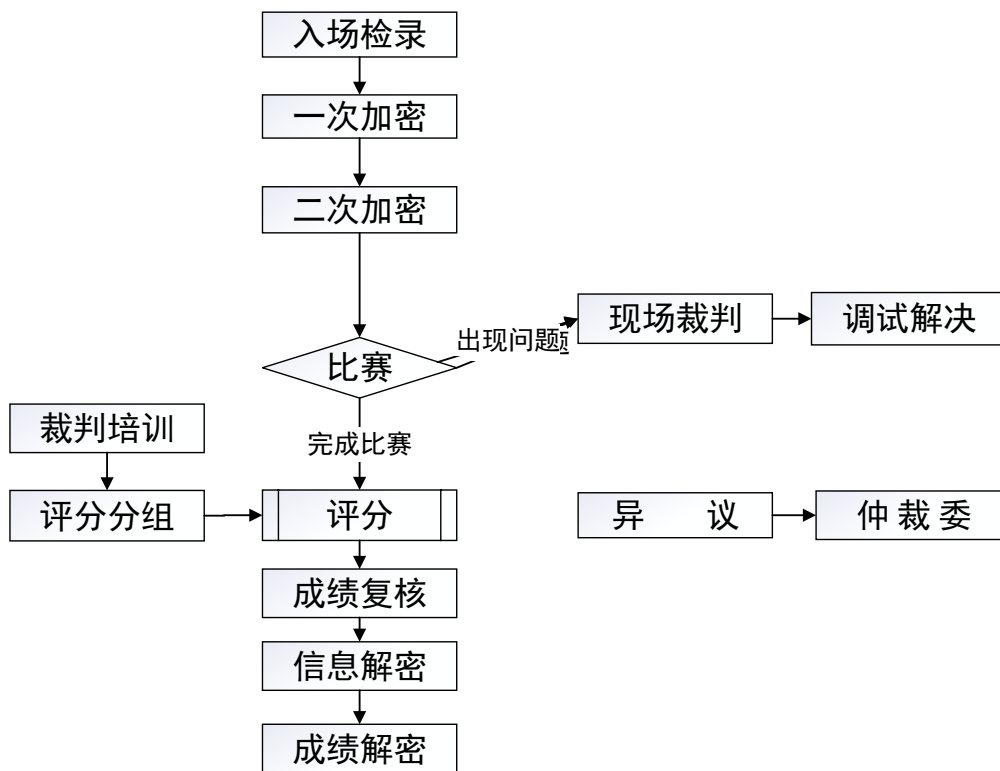 入场检录
一次加密
二次加密
现场裁判
调试解决
出现问题
比赛
裁判培训
完成比赛
评分分组
评分
异 议
仲 裁 委
成绩复核
信息解密
成绩解密